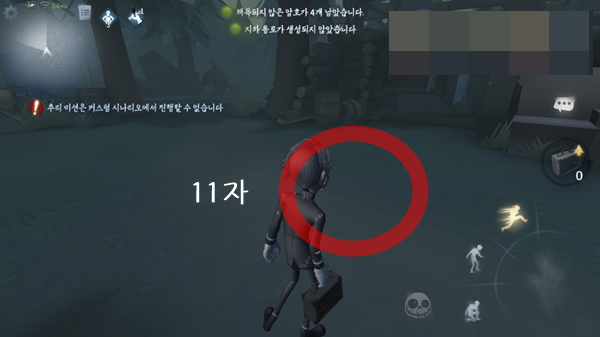 해독되지 않은 암호가 4개 남았습니다.
지하 통로가 생성되지 않았습니다
추리 미션은 커스텀 시나리오에서 진행할 수 없습니다
11자
0